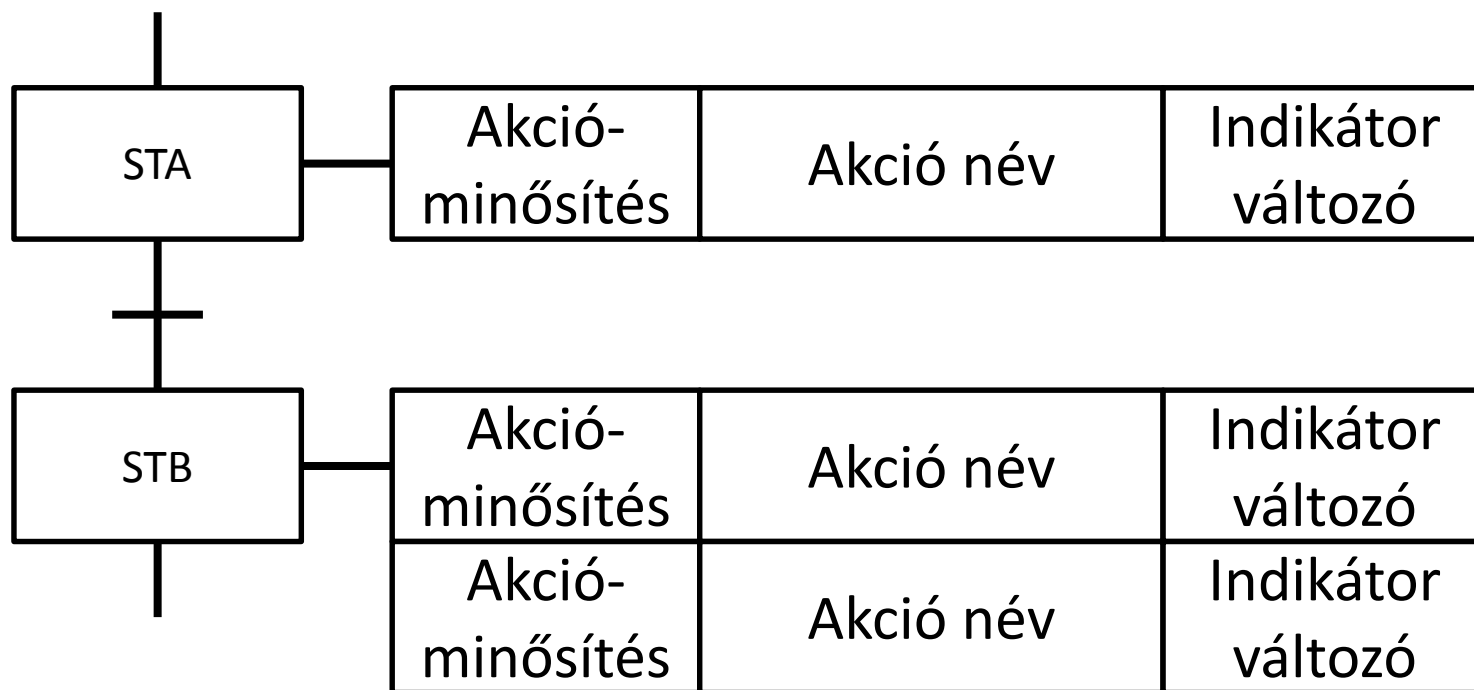 STA
Akció-
minősítés
Akció név
Indikátor
változó
STB
Akció-
minősítés
Akció név
Indikátor
változó
Akció-
minősítés
Akció név
Indikátor
változó